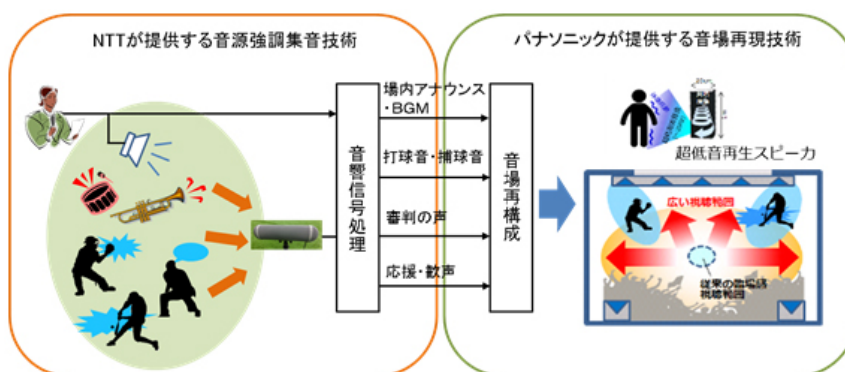 NTTが提供する音源強調集音技術
パナソニックが提供する音場再現技術
場内アナウンス
・BGM
打球音・捕球音
審判の声
応援・歓声
音響信号処理
音場再構成
超低音再生スピーカ
広い視聴範囲
従来の臨場感
視聴範囲